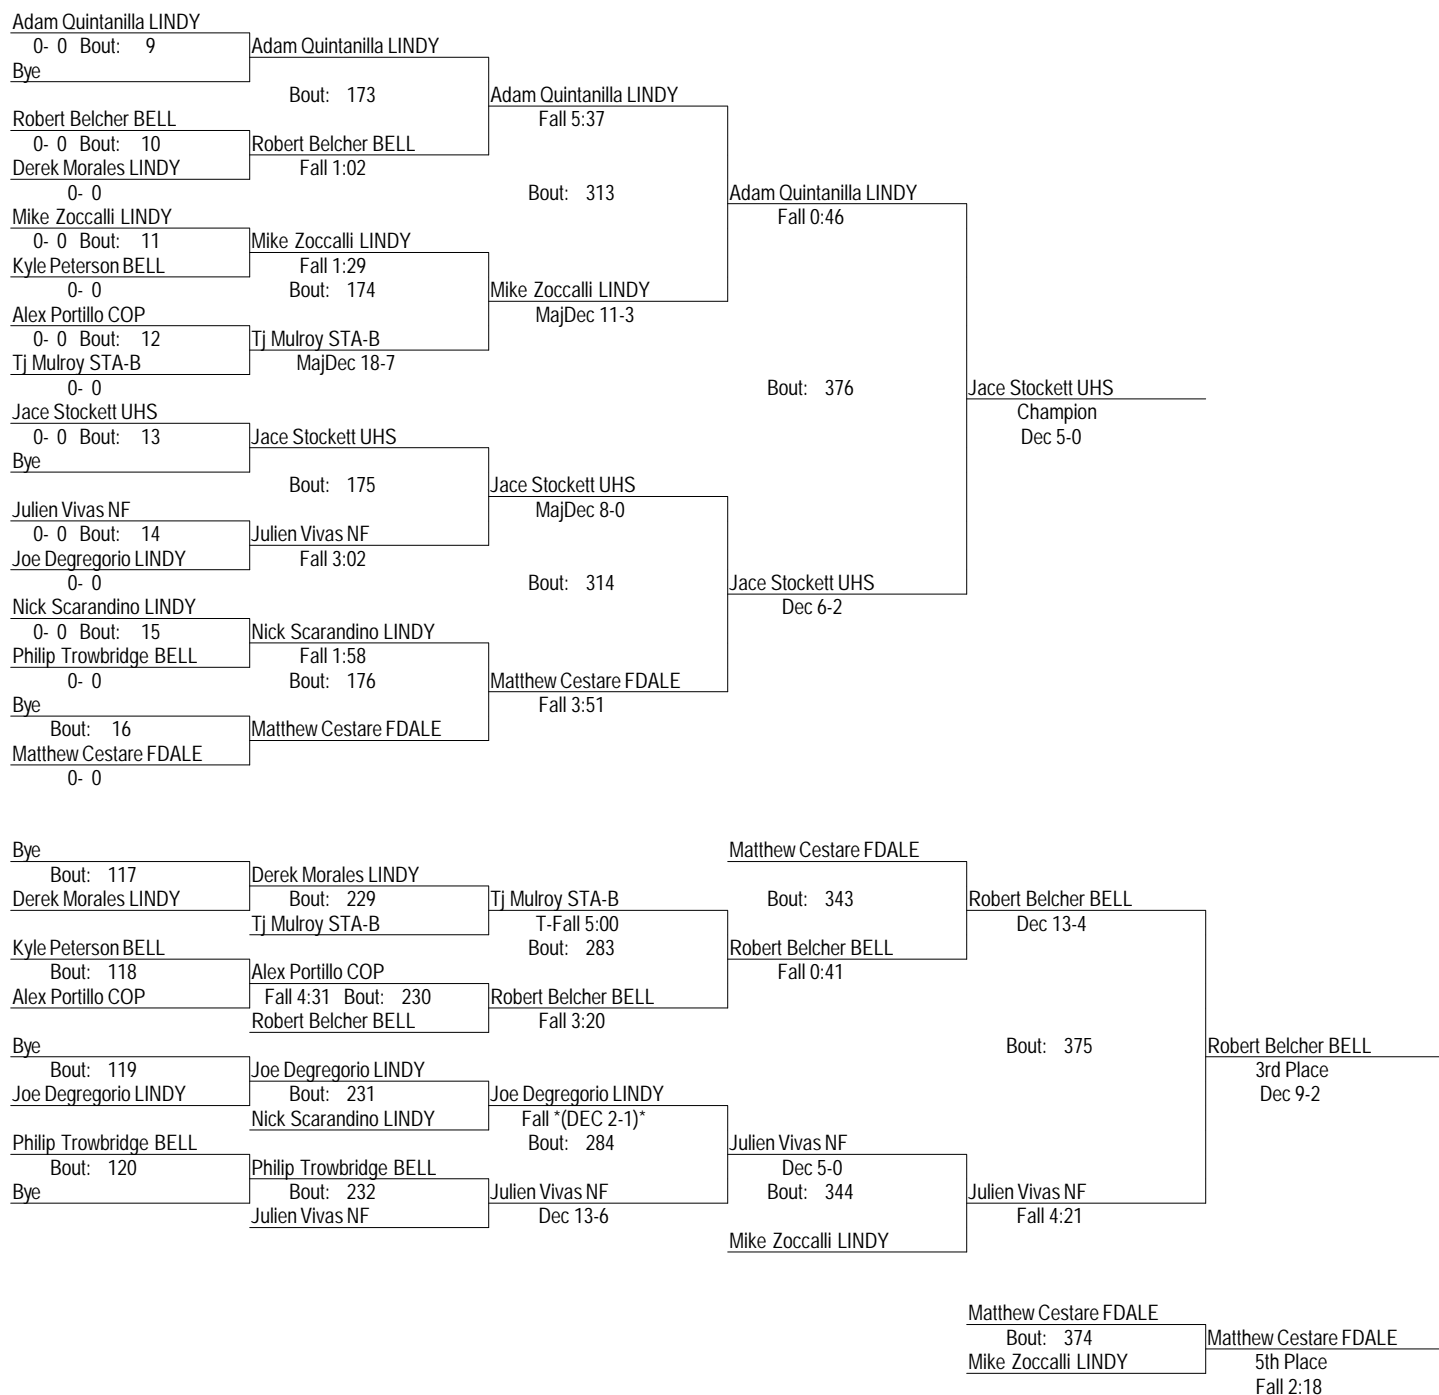 Adam Quintanilla LINDY
0- 0 Bout: 9 Adam Quintanilla LINDY
Bye
Bout: 173 Adam Quintanilla LINDY
Robert Belcher BELL Fall 5:37
0- 0 Bout: 10 Robert Belcher BELL
Derek Morales LINDY Fall 1:02
0- 0 Bout: 313 Adam Quintanilla LINDY
Mike Zoccalli LINDY Fall 0:46
0- 0 Bout: 11 Mike Zoccalli LINDY
Kyle Peterson BELL Fall 1:29
0- 0 Bout: 174 Mike Zoccalli LINDY
Alex Portillo COP MajDec 11-3
0- 0 Bout: 12 Tj Mulroy STA-B
Tj Mulroy STA-B MajDec 18-7
0- 0 Bout: 376 Jace Stockett UHS
Jace Stockett UHS Champion
0- 0 Bout: 13 Jace Stockett UHS Dec 5-0
Bye
Bout: 175 Jace Stockett UHS
Julien Vivas NF MajDec 8-0
0- 0 Bout: 14 Julien Vivas NF
Joe Degregorio LINDY Fall 3:02
0- 0 Bout: 314 Jace Stockett UHS
Nick Scarandino LINDY Dec 6-2
0- 0 Bout: 15 Nick Scarandino LINDY
Philip Trowbridge BELL Fall 1:58
0- 0 Bout: 176 Matthew Cestare FDALE
Bye Fall 3:51
Bout: 16 Matthew Cestare FDALE
Matthew Cestare FDALE
0- 0
Bye Matthew Cestare FDALE
Bout: 117 Derek Morales LINDY
Derek Morales LINDY Bout: 229 Tj Mulroy STA-B Bout: 343 Robert Belcher BELL
Tj Mulroy STA-B T-Fall 5:00 Dec 13-4
Kyle Peterson BELL Bout: 283 Robert Belcher BELL
Bout: 118 Alex Portillo COP Fall 0:41
Alex Portillo COP Fall 4:31 Bout: 230 Robert Belcher BELL
Robert Belcher BELL Fall 3:20
Bye Bout: 375 Robert Belcher BELL
Bout: 119 Joe Degregorio LINDY 3rd Place
Joe Degregorio LINDY Bout: 231 Joe Degregorio LINDY Dec 9-2
Nick Scarandino LINDY Fall *(DEC 2-1)*
Philip Trowbridge BELL Bout: 284 Julien Vivas NF
Bout: 120 Philip Trowbridge BELL Dec 5-0
Bye Bout: 232 Julien Vivas NF Bout: 344 Julien Vivas NF
Julien Vivas NF Dec 13-6 Fall 4:21
Mike Zoccalli LINDY
Matthew Cestare FDALE
Bout: 374 Matthew Cestare FDALE
Mike Zoccalli LINDY 5th Place
Fall 2:18